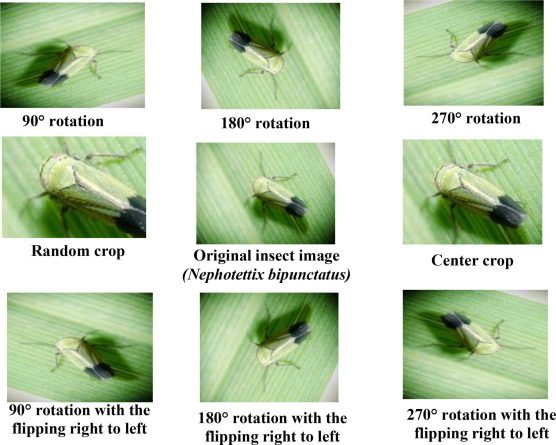 90° rotation
180° rotation
270° rotation
Random crop
Original insect image
(Nephotettix bipunctatus)
Center crop
90° rotation with the
flipping right to left
180° rotation with the
flipping right to left
270° rotation with the
flipping right to left